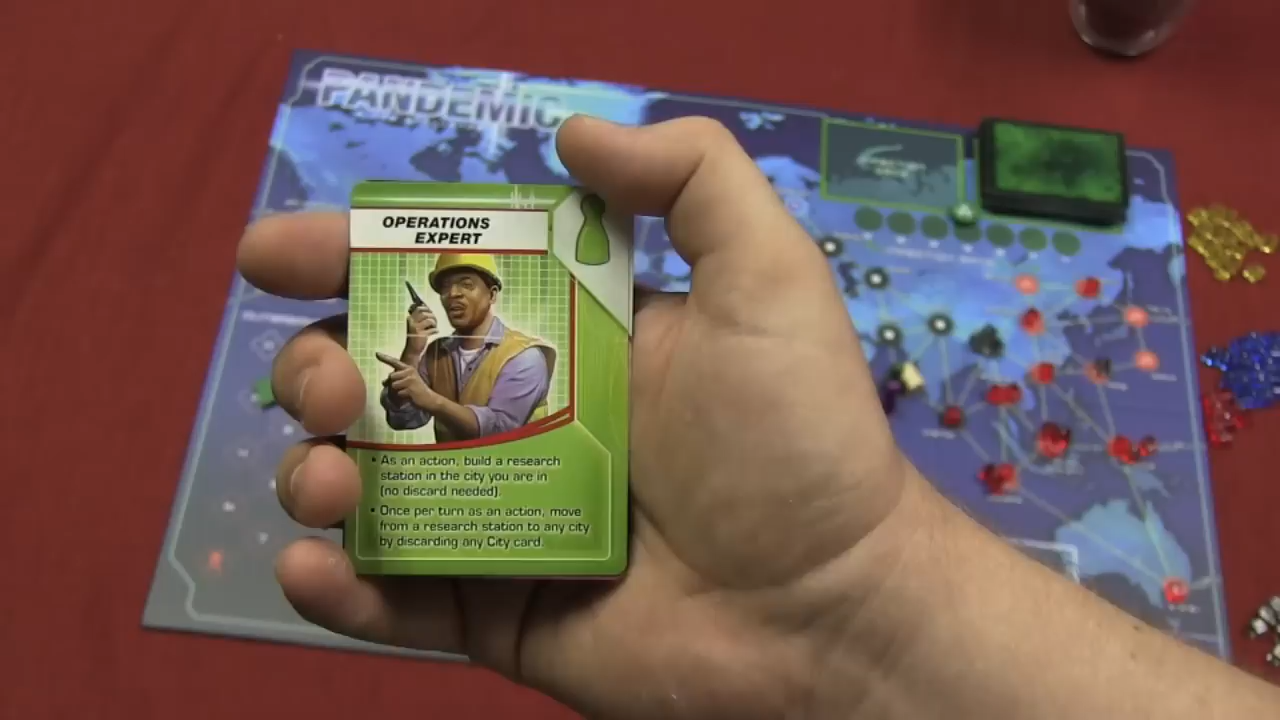 PANDEMIC
OPERATIONS
EXPERT
• As an action, build a research
station in the city you are in
(no discard needed).
• Once per turn as an action, move
from a research station to any city
by discarding any City card.